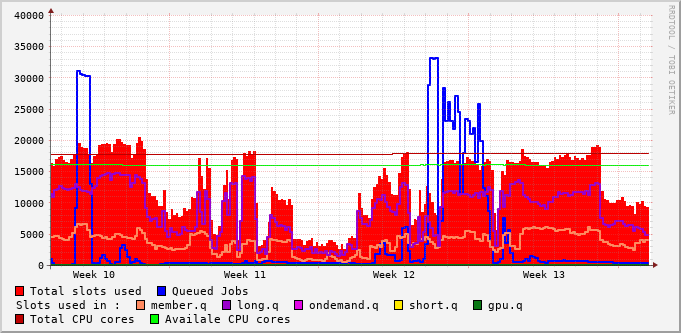 40000
35000
30000
25000
20000
15000
10000
5000
0
Week 10 Week 11 Week 12 Week 13
Total slots used Queued Jobs
Slots used in : member.q long.q ondemand.q short.q gpu.q
Total CPU cores Availale CPU cores
RRDTOOL / TOBI OETIKER